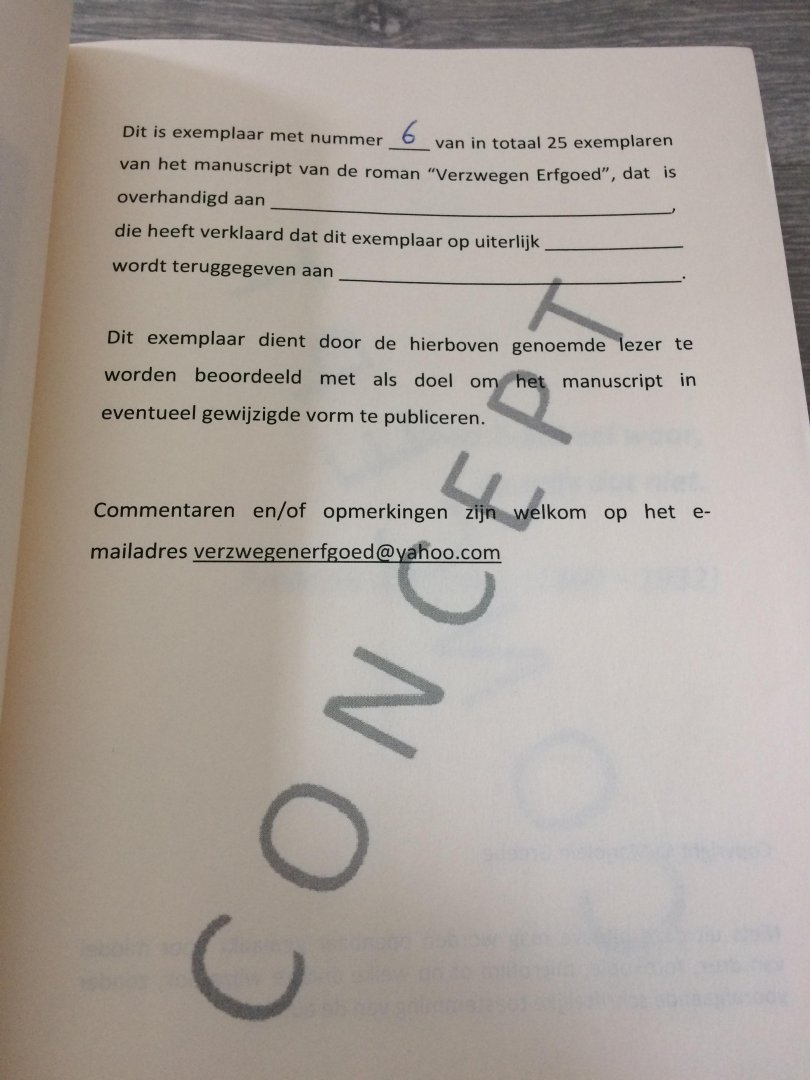 Dit is exemplaar met nummer 6 van in totaal 25 exemplaren
van het manuscript van de roman “Verzwegen Erfgoed”, dat is
overhandigd aan ____________________,
die heeft verklaard dat dit exemplaar op uiterlijk ____________
wordt teruggegeven aan ____________________.
Dit exemplaar dient door de hierboven genoemde lezer te
worden beoordeeld met als doel om het manuscript in
eventueel gewijzigde vorm te publiceren.
Commentaren en/of opmerkingen zijn welkom op het e-
mailadres verzwegenerfgoed@yahoo.com
CONCEPT